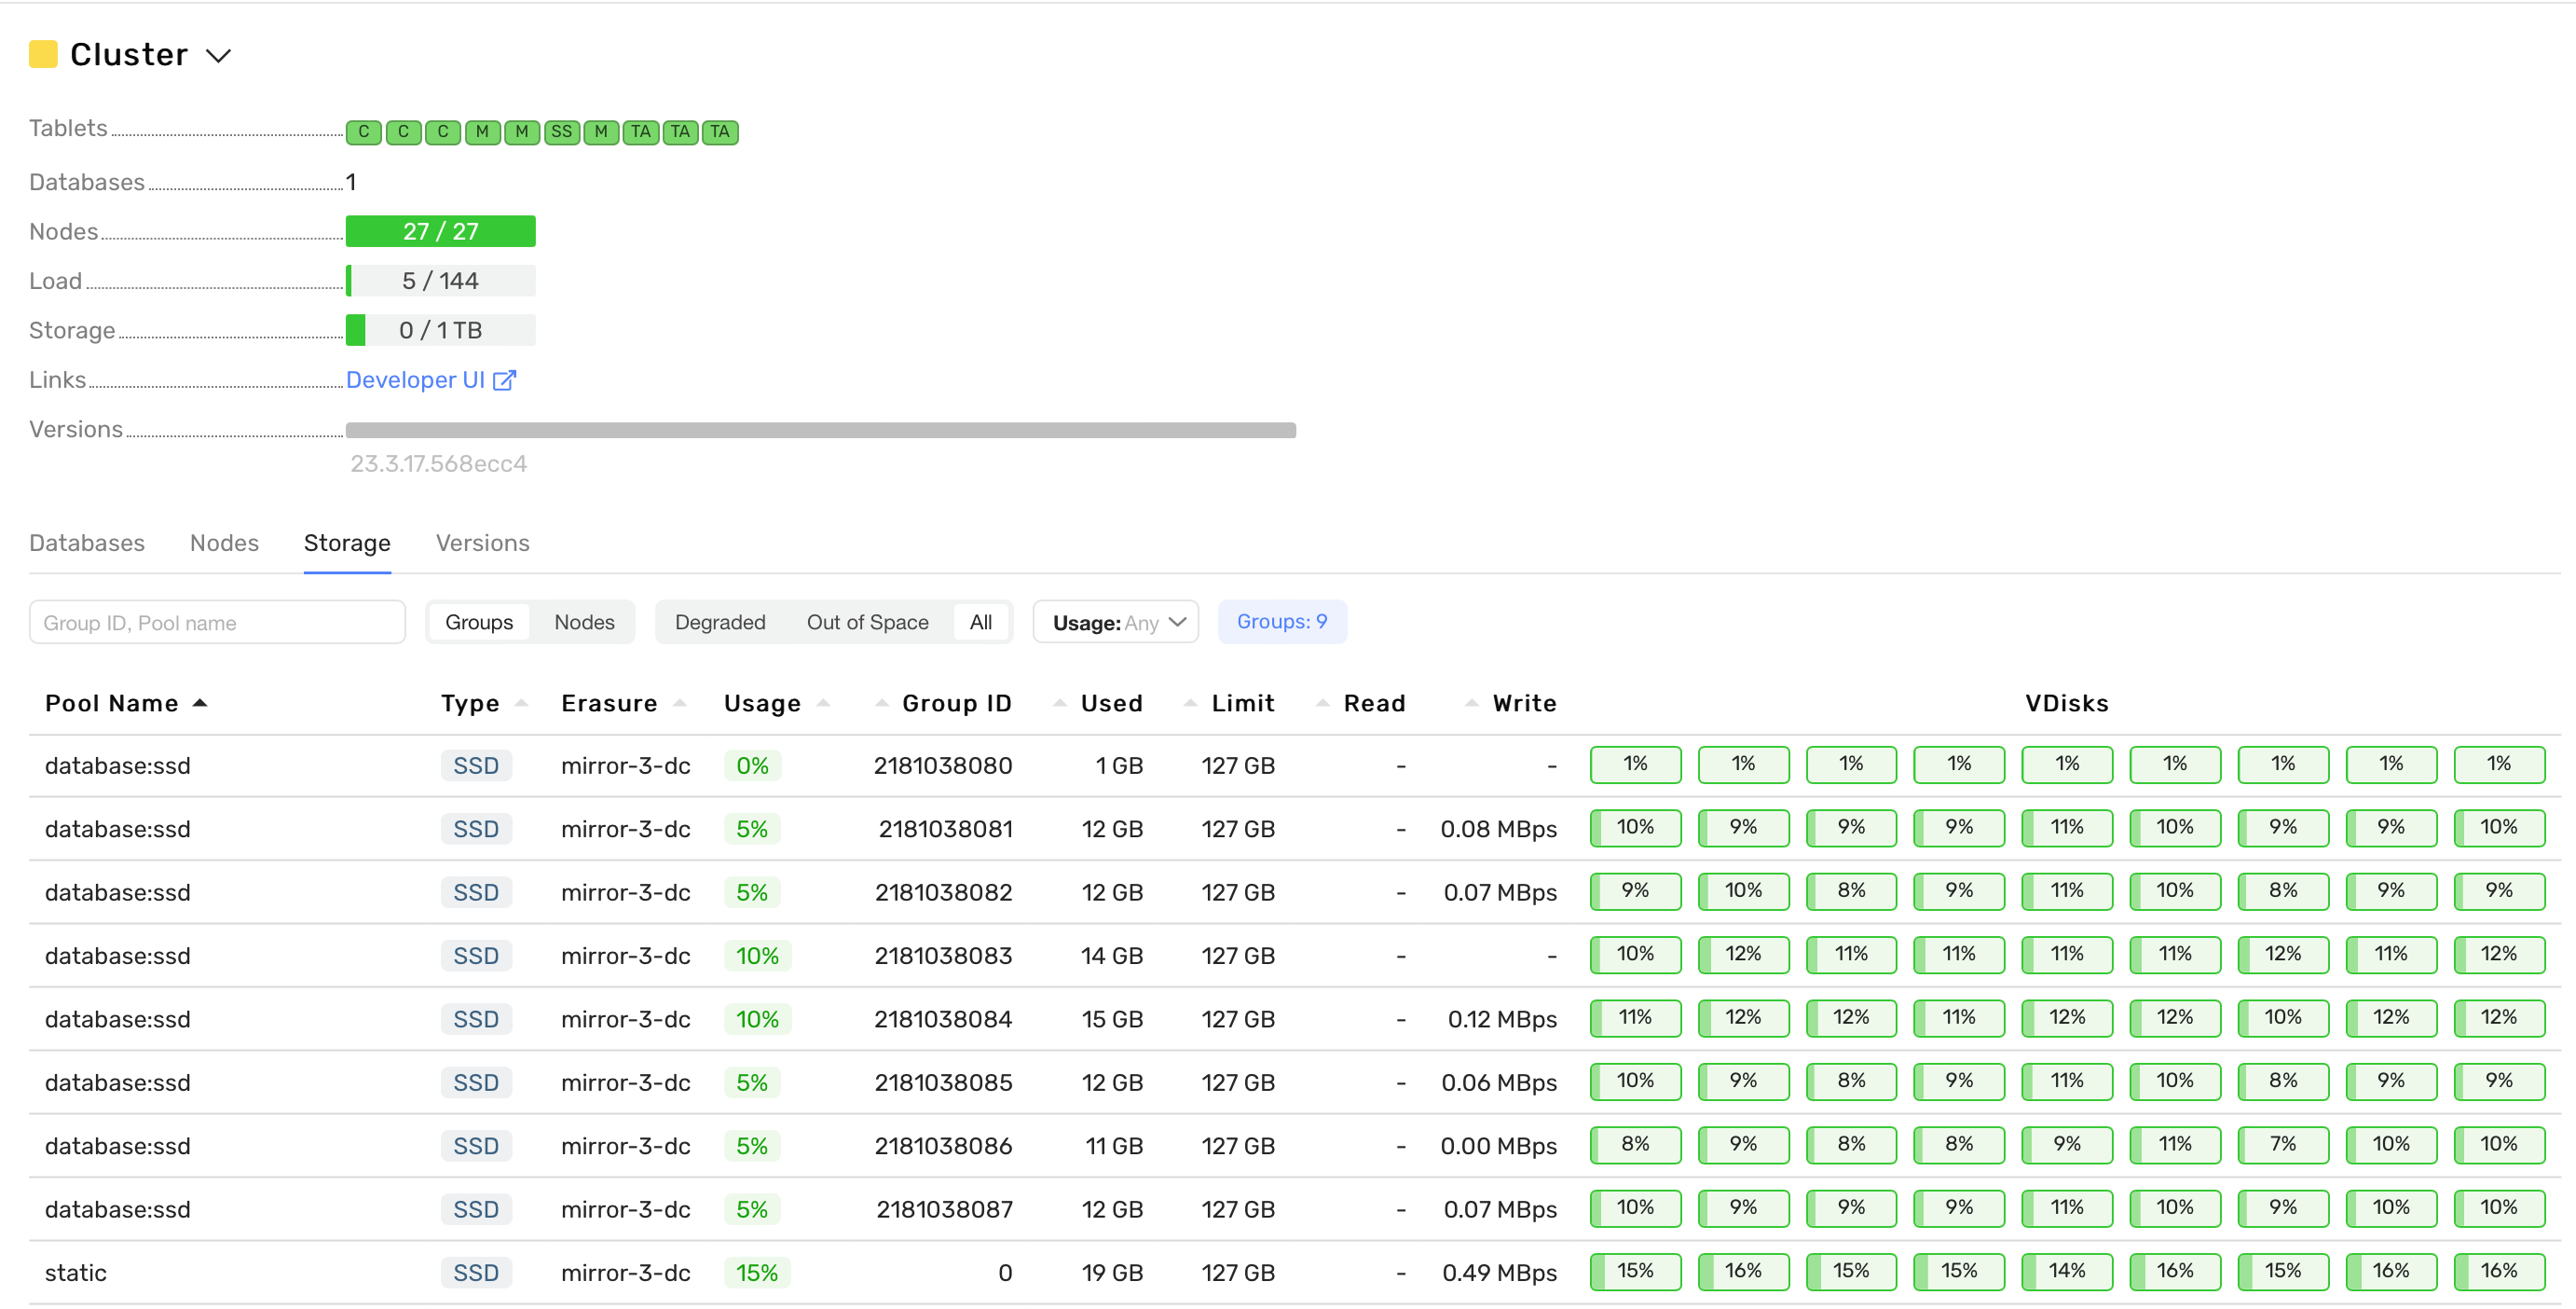 Cluster
Tablets C C C M M SS M TA TA TA
Databases 1
Nodes 27 / 27
Load 5 / 144
Storage 0 / 1 TB
Links Developer UI
Versions
23.3.17.568ecc4
Databases Nodes Storage Versions
Group ID, Pool name Groups Nodes Degraded Out of Space All Usage: Any Groups: 9
Pool Name Type Erasure Usage Group ID Used Limit Read Write VDisks
database:ssd SSD mirror-3-dc 0% 2181038080 1 GB 127 GB - - 1% 1% 1% 1% 1% 1% 1% 1% 1%
database:ssd SSD mirror-3-dc 5% 2181038081 12 GB 127 GB - 0.08 MBps 10% 9% 9% 9% 11% 10% 9% 9% 10%
database:ssd SSD mirror-3-dc 5% 2181038082 12 GB 127 GB - 0.07 MBps 9% 10% 8% 9% 11% 10% 8% 9% 9%
database:ssd SSD mirror-3-dc 10% 2181038083 14 GB 127 GB - - 10% 12% 11% 11% 11% 11% 12% 11% 12%
database:ssd SSD mirror-3-dc 10% 2181038084 15 GB 127 GB - 0.12 MBps 11% 12% 12% 11% 12% 12% 10% 12% 12%
database:ssd SSD mirror-3-dc 5% 2181038085 12 GB 127 GB - 0.06 MBps 10% 9% 8% 9% 11% 10% 8% 9% 9%
database:ssd SSD mirror-3-dc 5% 2181038086 11 GB 127 GB - 0.00 MBps 8% 9% 8% 8% 9% 11% 7% 10% 10%
database:ssd SSD mirror-3-dc 5% 2181038087 12 GB 127 GB - 0.07 MBps 10% 9% 9% 9% 11% 10% 9% 10% 10%
static SSD mirror-3-dc 15% 0 19 GB 127 GB - 0.49 MBps 15% 16% 15% 15% 14% 16% 15% 16% 16%